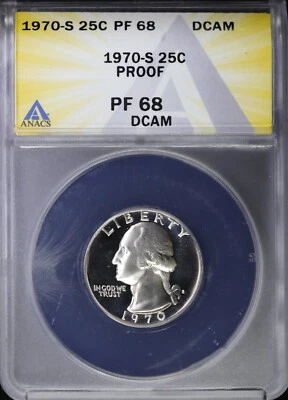 1970-S 25C PF 68 DCAM
1970-S 25C
PROOF
PF 68
DCAM
ANACS
LIBERTY
IN GOD WE
TRUST
1970